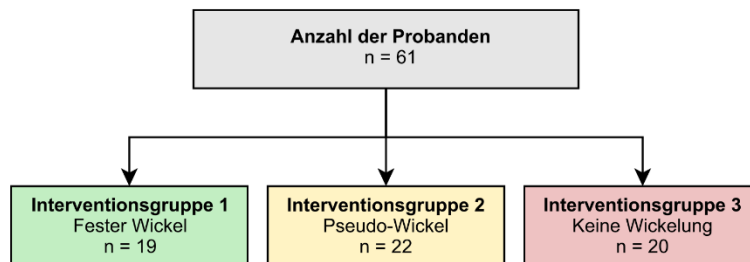 Anzahl der Probanden
n = 61
Interventionsgruppe 1
Fester Wickel
n = 19
Interventionsgruppe 2
Pseudo-Wickel
n = 22
Interventionsgruppe 3
Keine Wickelung
n = 20